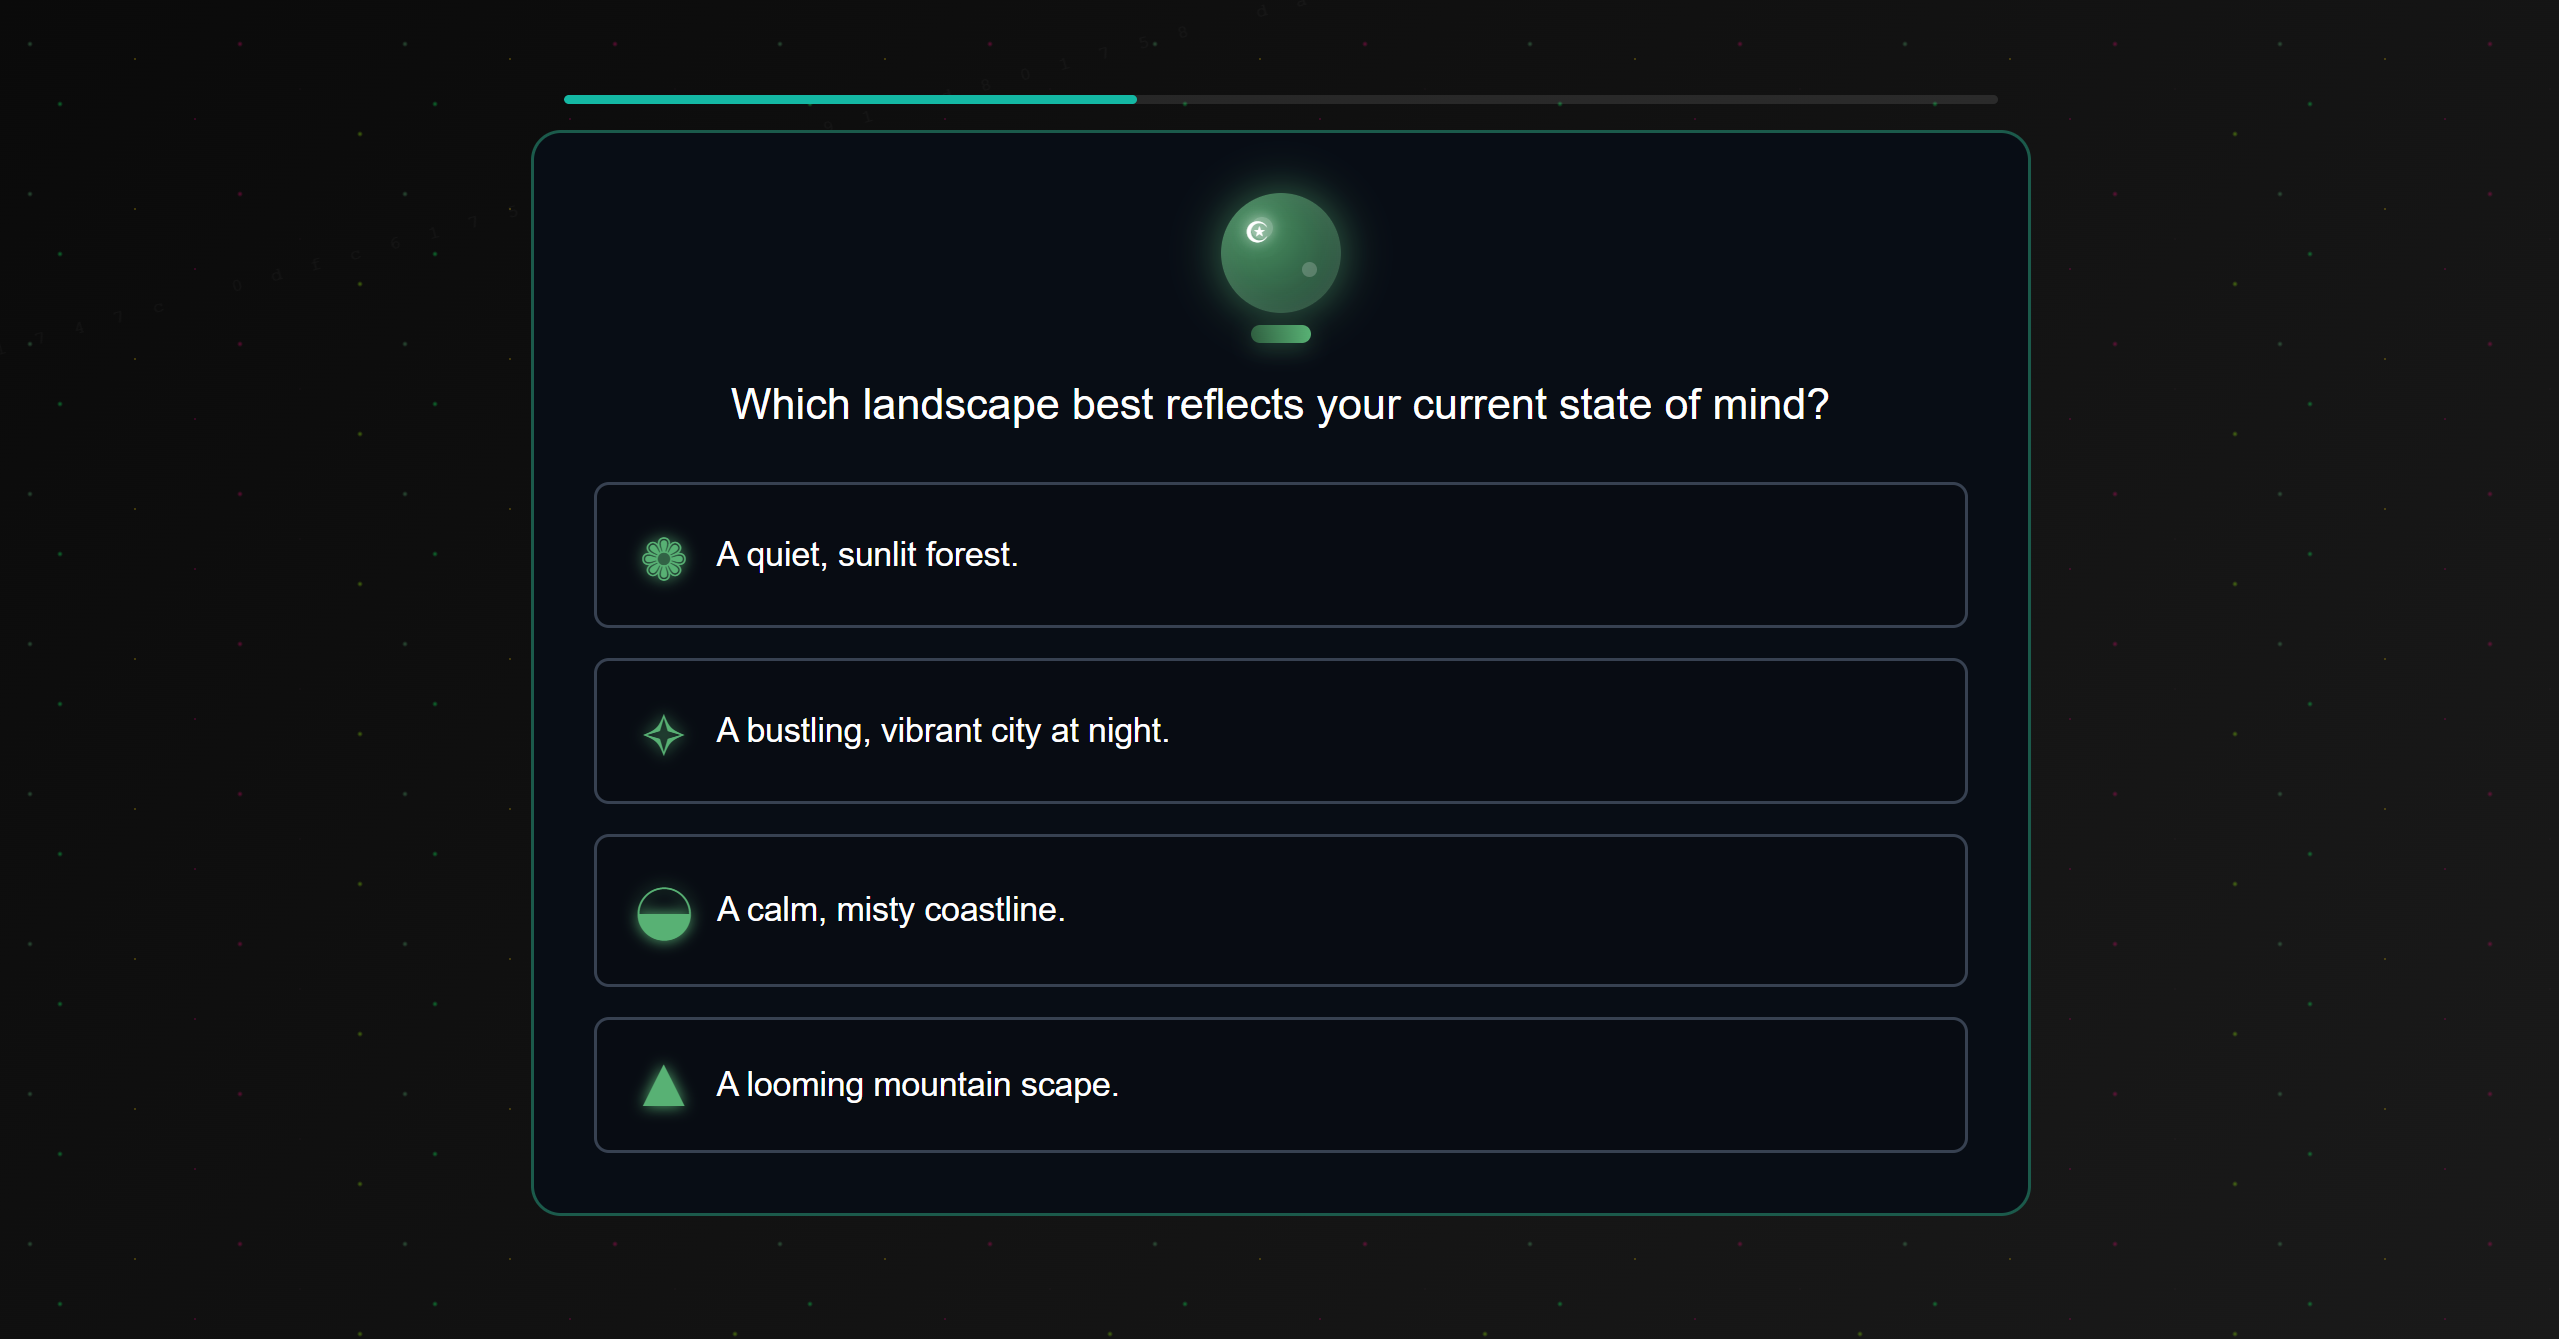 Which landscape best reflects your current state of mind?
A quiet, sunlit forest.
A bustling, vibrant city at night.
A calm, misty coastline.
A looming mountain scape.